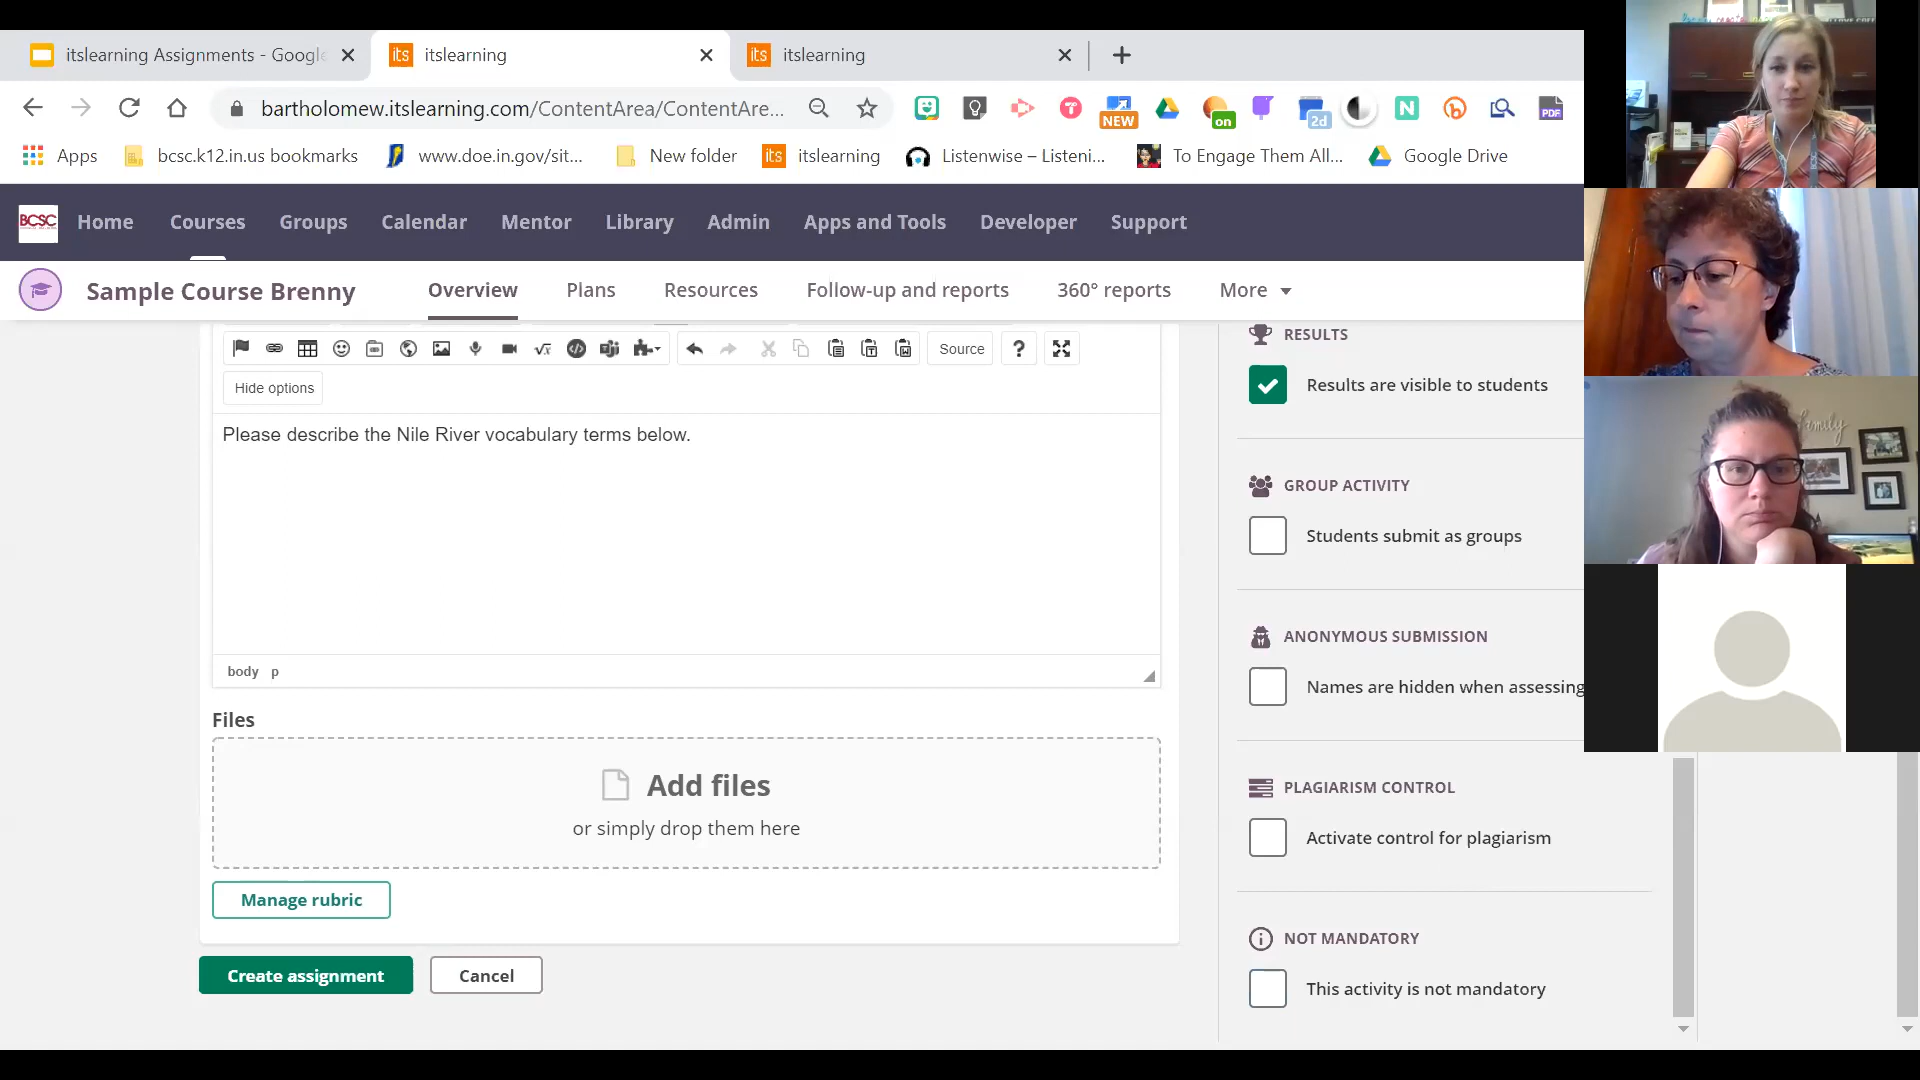 itslearning Assignments - Google
itslearning
itslearning
bartholomew.itslearning.com/ContentArea/ContentAre...
NEW
on
2d
PDF
Apps
bcsc.k12.in.us bookmarks
www.doe.in.gov/sit...
New folder
its itslearning
Listenwise – Listeni...
To Engage Them All...
Google Drive
BCSC
Home
Courses
Groups
Calendar
Mentor
Library
Admin
Apps and Tools
Developer
Support
Sample Course Brenny
Overview
Plans
Resources
Follow-up and reports
360° reports
More
Source
?
Hide options
Please describe the Nile River vocabulary terms below.
body p
Files
Add files
or simply drop them here
Manage rubric
Create assignment
Cancel
RESULTS
Results are visible to students
GROUP ACTIVITY
Students submit as groups
ANONYMOUS SUBMISSION
Names are hidden when assessing
PLAGIARISM CONTROL
Activate control for plagiarism
NOT MANDATORY
This activity is not mandatory
family